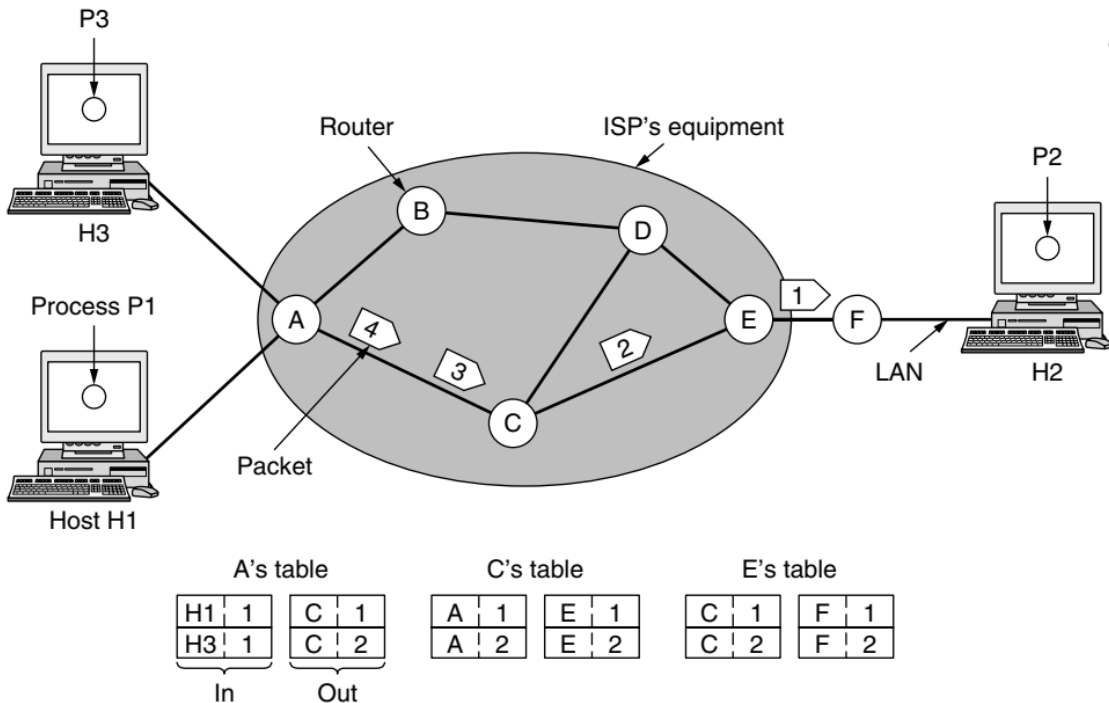 P3
Router
ISP's equipment
P2
B
D
H3
Process P1
A
4
3
2
1
E
F
C
LAN
H2
Packet
Host H1
A's table
C's table
E's table
H1 1 C 1 A 1 E 1 C 1 F 1
H3 1 C 2 A 2 E 2 C 2 F 2
In Out